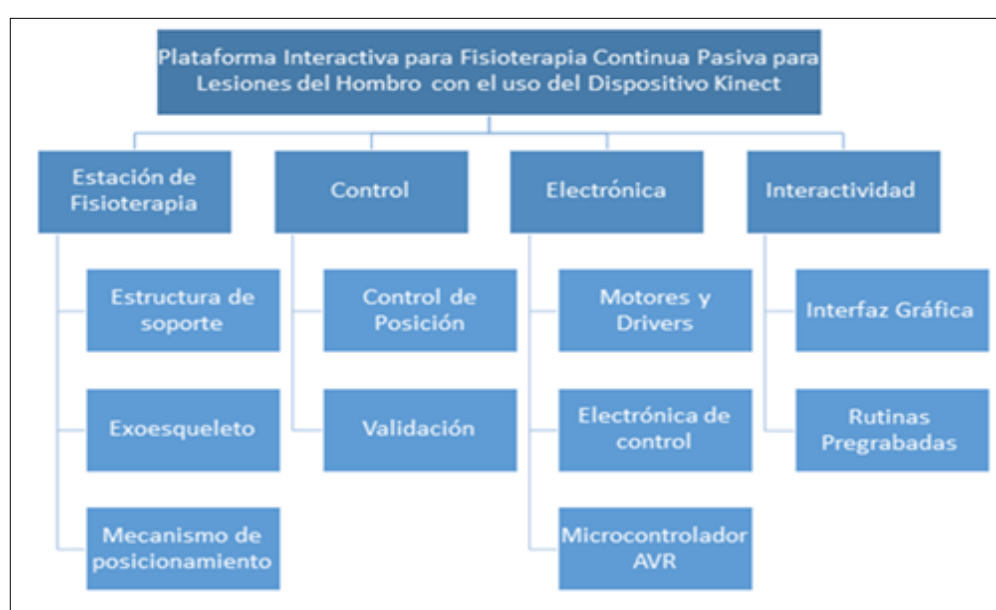 Plataforma Interactiva para Fisioterapia Continua Pasiva para
Lesiones del Hombro con el uso del Dispositivo Kinect
Estación de
Fisioterapia
Estructura de
soporte
Exoesqueleto
Mecanismo de
posicionamiento
Control
Control de
Posición
Validación
Electrónica
Motores y
Drivers
Electrónica de
control
Microcontrolador
AVR
Interactividad
Interfaz Gráfica
Rutinas
Pregrabadas